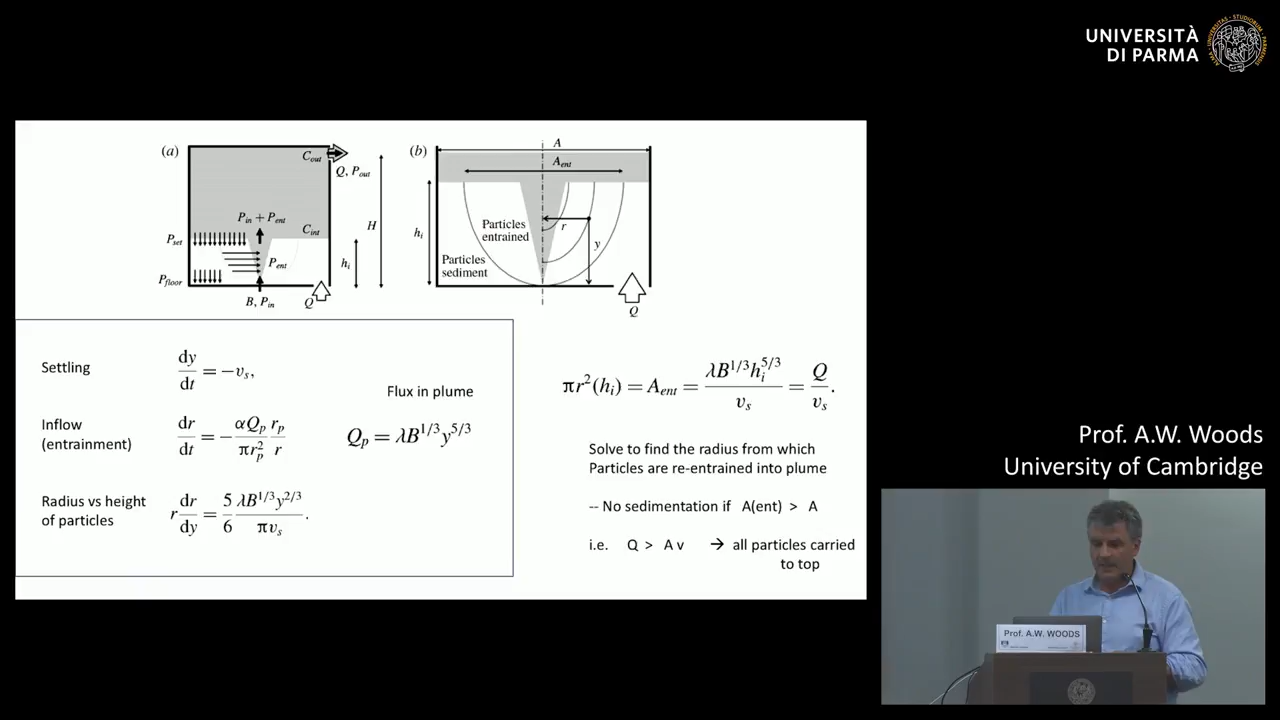 UNIVERSITÀ
DI PARMA
(a)
C_out
Q, P_out
P_in + P_ent
H
C_int
P_set
P_ent
h_i
P_floor
B, P_in
Q
(b)
A
A_ent
h_i
Particles
entrained
r
y
Particles
sediment
Q
Settling
dy/dt = −v_s,
Flux in plume
Inflow
(entrainment)
dr/dt = −αQ_p/πr_p^2 r_p/r
Q_p = λB^1/3 y^5/3
Radius vs height
of particles
r dr/dy = 5/6 λB^1/3 y^2/3/πv_s.
πr^2(h_i) = A_ent = λB^1/3 h_i^5/3/v_s = Q/v_s.
Solve to find the radius from which
Particles are re-entrained into plume
-- No sedimentation if A(ent) > A
i.e. Q > A v → all particles carried
to top
Prof. A.W. Woods
University of Cambridge
Prof. A.W. WOODS